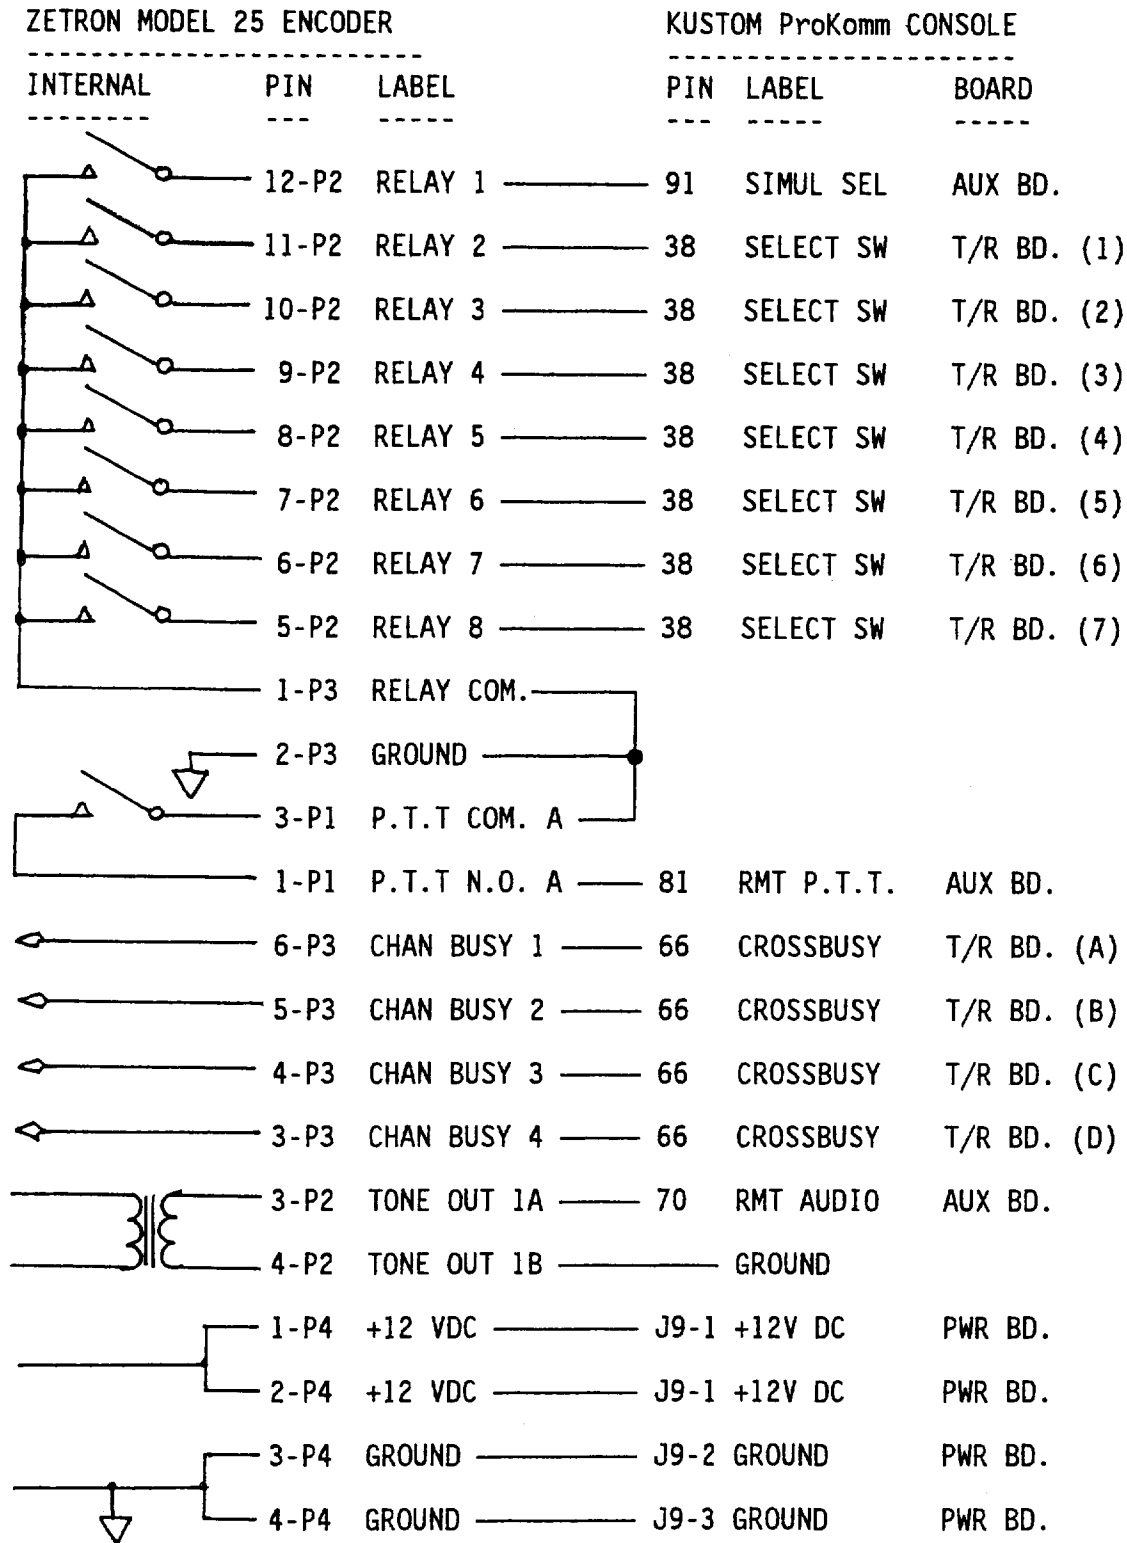 ZETRON MODEL 25 ENCODER KUSTOM ProKomm CONSOLE
INTERNAL PIN LABEL PIN LABEL BOARD
12-P2 RELAY 1 91 SIMUL SEL AUX BD.
11-P2 RELAY 2 38 SELECT SW T/R BD. (1)
10-P2 RELAY 3 38 SELECT SW T/R BD. (2)
9-P2 RELAY 4 38 SELECT SW T/R BD. (3)
8-P2 RELAY 5 38 SELECT SW T/R BD. (4)
7-P2 RELAY 6 38 SELECT SW T/R BD. (5)
6-P2 RELAY 7 38 SELECT SW T/R BD. (6)
5-P2 RELAY 8 38 SELECT SW T/R BD. (7)
1-P3 RELAY COM.
2-P3 GROUND
3-P1 P.T.T COM. A
1-P1 P.T.T N.O. A 81 RMT P.T.T. AUX BD.
6-P3 CHAN BUSY 1 66 CROSSBUSY T/R BD. (A)
5-P3 CHAN BUSY 2 66 CROSSBUSY T/R BD. (B)
4-P3 CHAN BUSY 3 66 CROSSBUSY T/R BD. (C)
3-P3 CHAN BUSY 4 66 CROSSBUSY T/R BD. (D)
3-P2 TONE OUT 1A 70 RMT AUDIO AUX BD.
4-P2 TONE OUT 1B GROUND
1-P4 +12 VDC J9-1 +12V DC PWR BD.
2-P4 +12 VDC J9-1 +12V DC PWR BD.
3-P4 GROUND J9-2 GROUND PWR BD.
4-P4 GROUND J9-3 GROUND PWR BD.